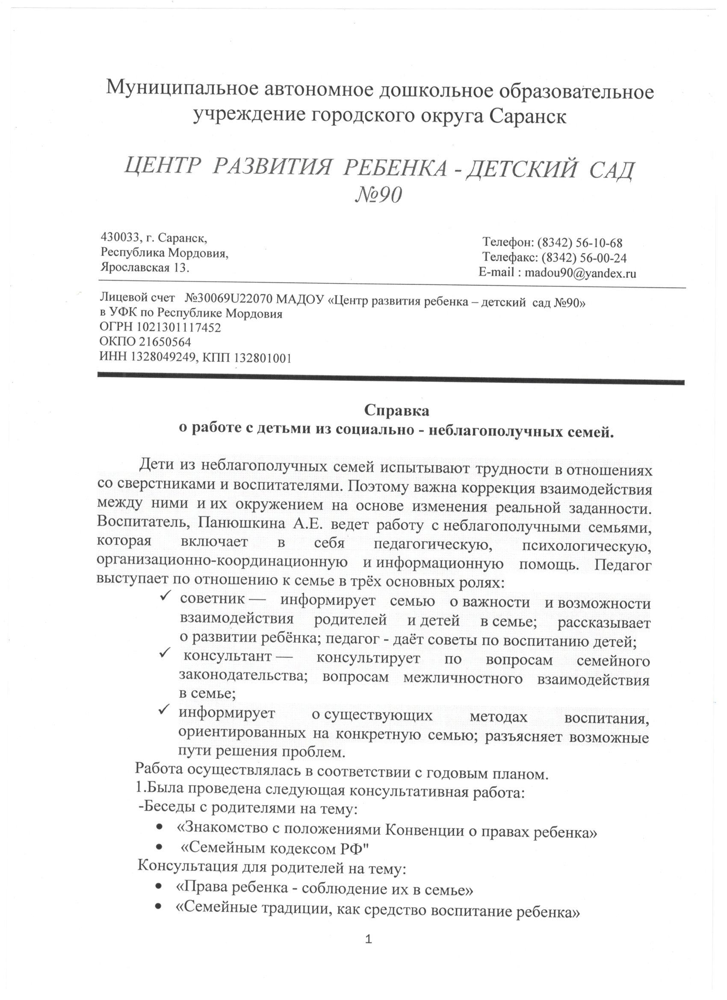 Муниципальное автономное дошкольное образовательное
учреждение городского округа Саранск
ЦЕНТР РАЗВИТИЯ РЕБЕНКА - ДЕТСКИЙ САД
№90
430033, г. Саранск,
Республика Мордовия,
Ярославская 13.
Телефон: (8342) 56-10-68
Телефакс: (8342) 56-00-24
E-mail : madou90@yandex.ru
Лицевой счет №30069U22070 МАДОУ «Центр развития ребенка – детский сад №90»
в УФК по Республике Мордовия
ОГРН 1021301117452
ОКПО 21650564
ИНН 1328049249, КПП 132801001
Справка
о работе с детьми из социально - неблагополучных семей.
Дети из неблагополучных семей испытывают трудности в отношениях
со сверстниками и воспитателями. Поэтому важна коррекция взаимодействия
между ними и их окружением на основе изменения реальной заданности.
Воспитатель, Панюшкина А.Е. ведет работу с неблагополучными семьями,
которая включает в себя педагогическую, психологическую,
организационно-координационную и информационную помощь. Педагог
выступает по отношению к семье в трёх основных ролях:
✓ советник — информирует семью о важности и возможности
взаимодействия родителей и детей в семье; рассказывает
о развитии ребёнка; педагог - даёт советы по воспитанию детей;
✓ консультант — консультирует по вопросам семейного
законодательства; вопросам межличностного взаимодействия
в семье;
✓ информирует о существующих методах воспитания,
ориентированных на конкретную семью; разъясняет возможные
пути решения проблем.
Работа осуществлялась в соответствии с годовым планом.
1.Была проведена следующая консультативная работа:
-Беседы с родителями на тему:
• «Знакомство с положениями Конвенции о правах ребенка»
• «Семейным кодексом РФ"
Консультация для родителей на тему:
• «Права ребенка - соблюдение их в семье»
• «Семейные традиции, как средство воспитание ребенка»
1